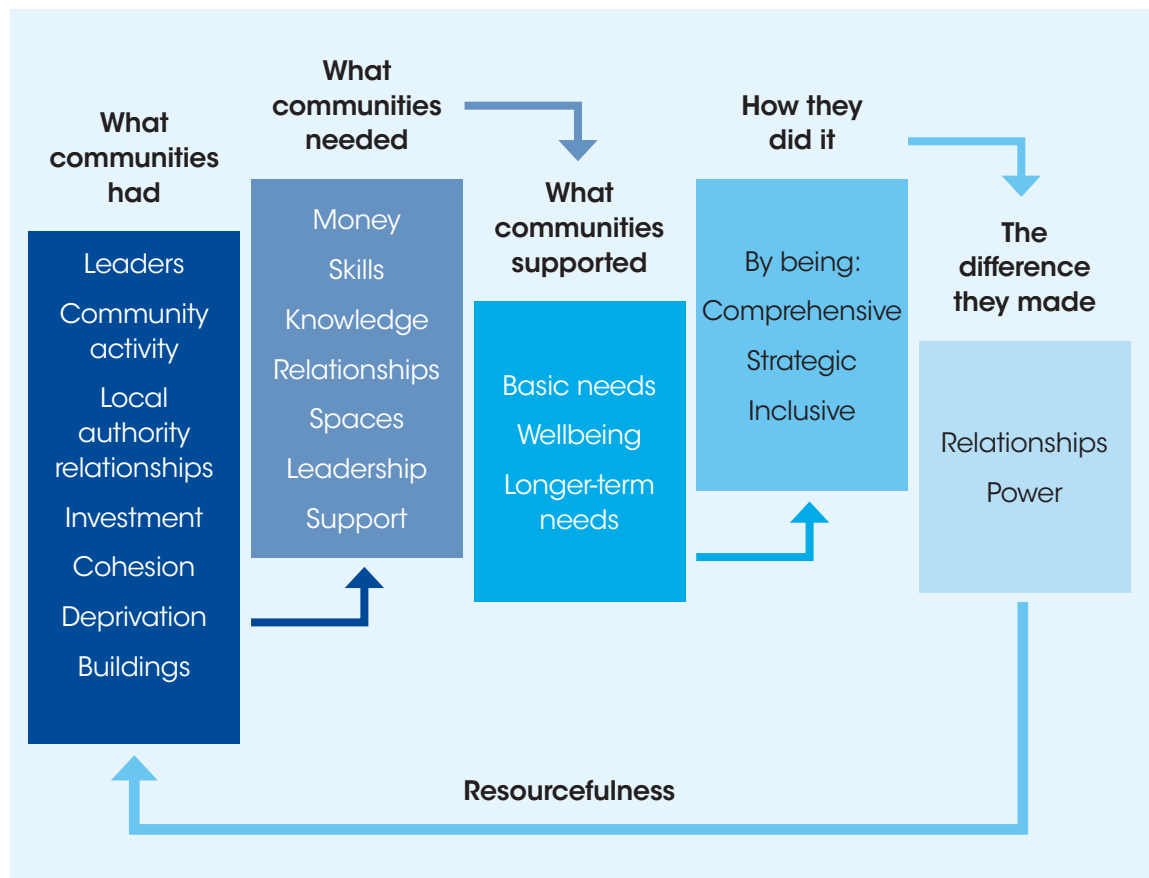 What
communities
had
Leaders
Community
activity
Local
authority
relationships
Investment
Cohesion
Deprivation
Buildings
What
communities
needed
Money
Skills
Knowledge
Relationships
Spaces
Leadership
Support
What
communities
supported
Basic needs
Wellbeing
Longer-term
needs
How they
did it
By being:
Comprehensive
Strategic
Inclusive
The
difference
they made
Relationships
Power
Resourcefulness